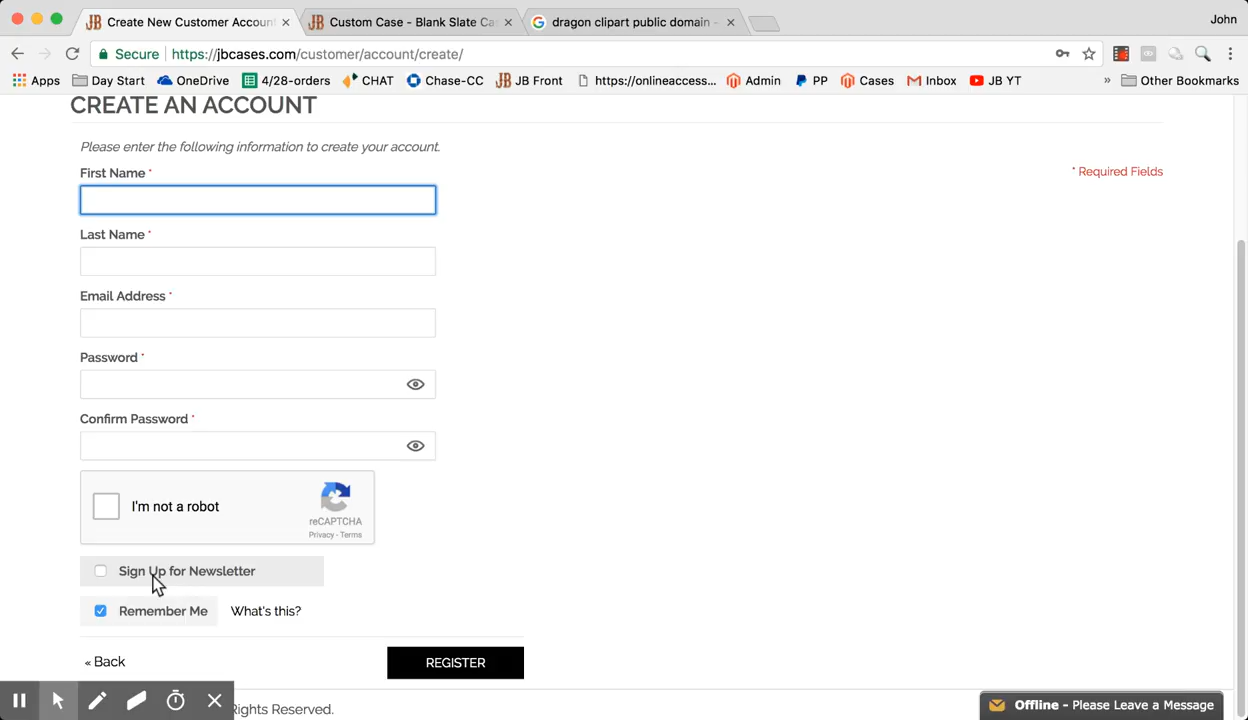 Create New Customer Accoun
Custom Case - Blank Slate Ca
dragon clipart public domain -
John
Secure
https://jbcases.com/customer/account/create/
Apps
Day Start
OneDrive
4/28-orders
CHAT
Chase-CC
JB Front
https://onlineaccess...
Admin
PP
Cases
Inbox
JB YT
»
Other Bookmarks
CREATE AN ACCOUNT
Please enter the following information to create your account.
* Required Fields
First Name *
Last Name *
Email Address *
Password *
Confirm Password *
I'm not a robot
reCAPTCHA
Privacy - Terms
Sign Up for Newsletter
Remember Me What's this?
« Back
REGISTER
Rights Reserved.
Offline - Please Leave a Message